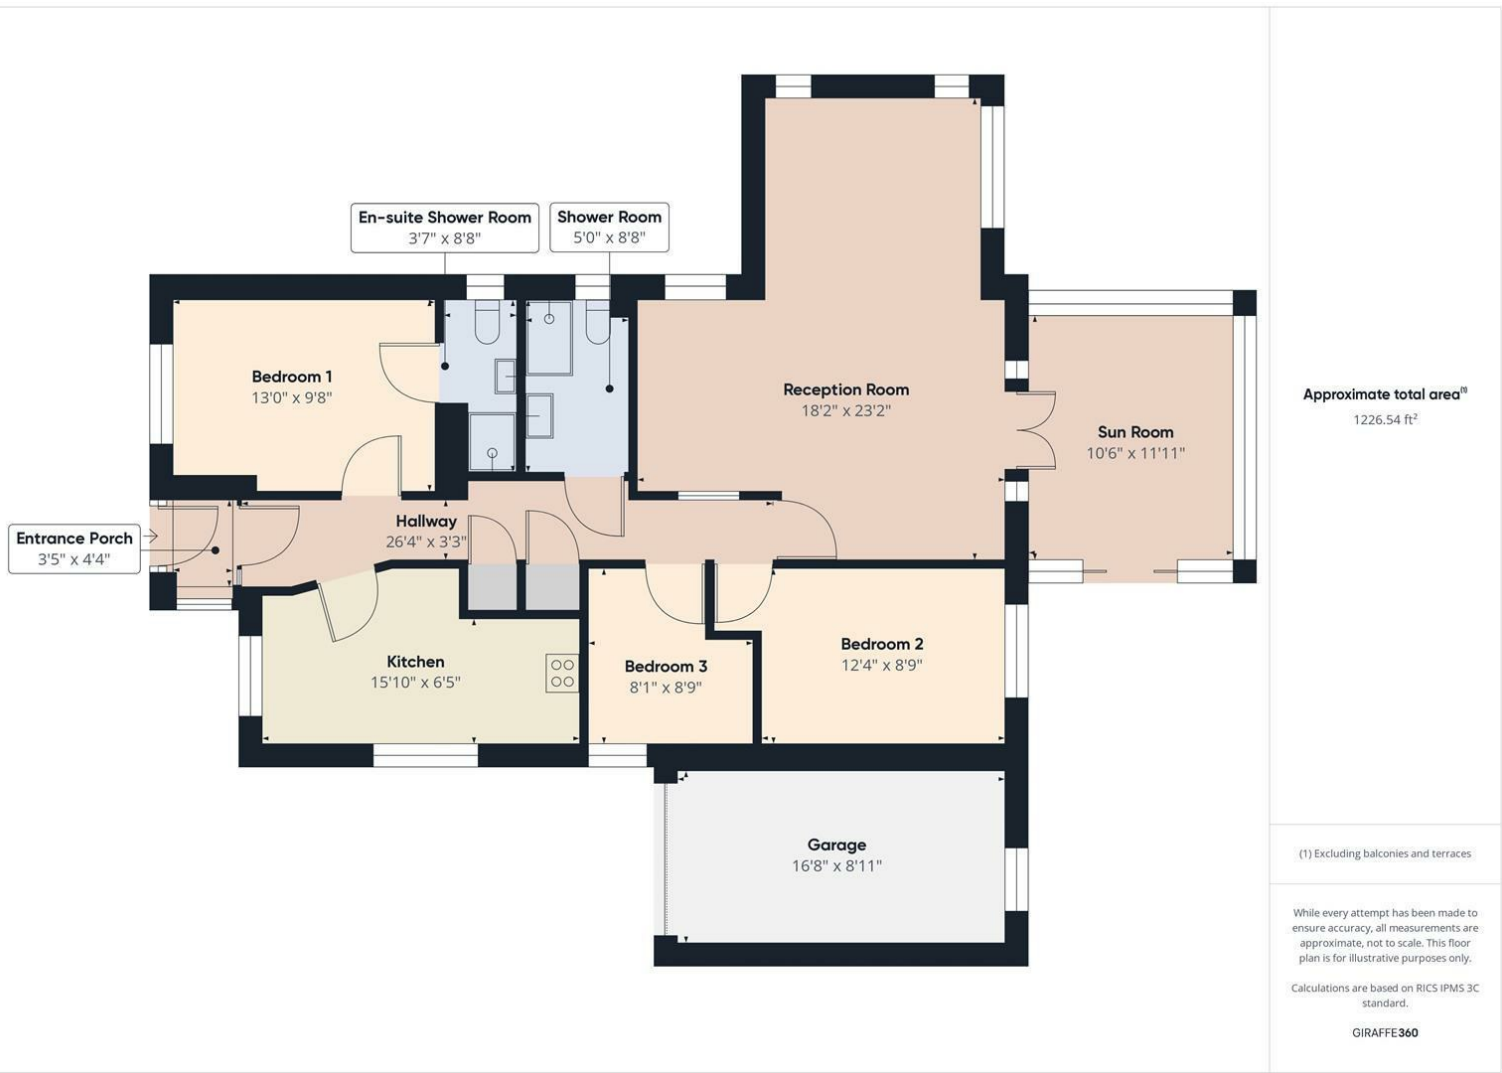 En-suite Shower Room
3'7" x 8'8"
Shower Room
5'0" x 8'8"
Bedroom 1
13'0" x 9'8"
Reception Room
18'2" x 23'2"
Sun Room
10'6" x 11'11"
Entrance Porch
3'5" x 4'4"
Hallway
26'4" x 3'3"
Kitchen
15'10" x 6'5"
Bedroom 3
8'1" x 8'9"
Bedroom 2
12'4" x 8'9"
Garage
16'8" x 8'11"
Approximate total area⁽¹⁾
1226.54 ft²
(1) Excluding balconies and terraces
While every attempt has been made to
ensure accuracy, all measurements are
approximate, not to scale. This floor
plan is for illustrative purposes only.
Calculations are based on RICS IPMS 3C
standard.
GIRAFFE360